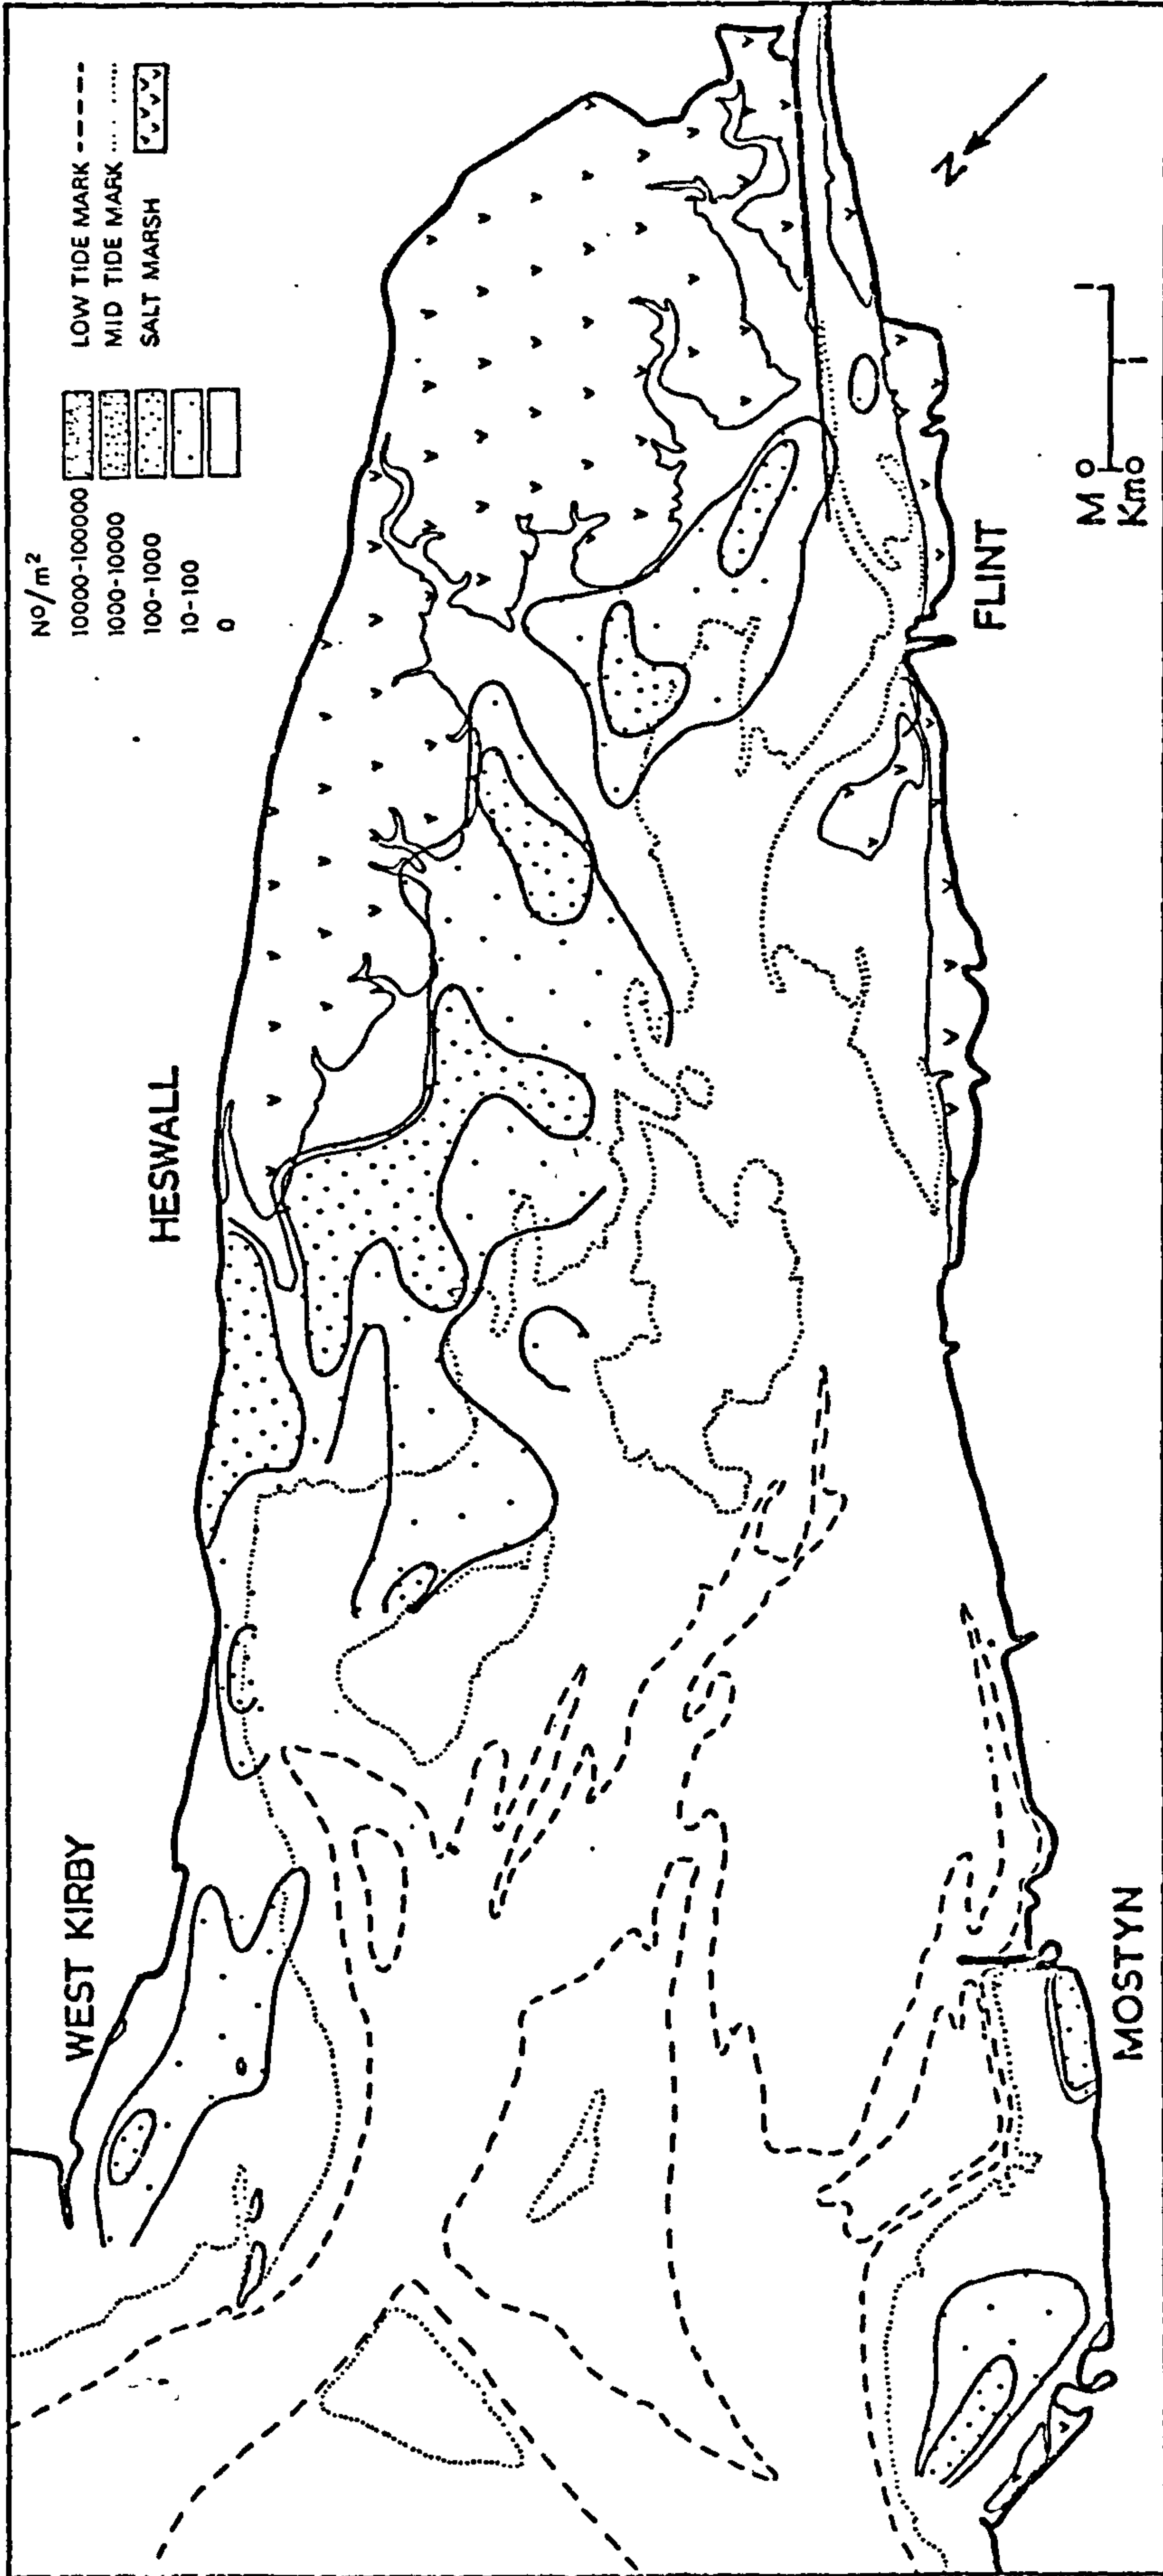 Nº/m²
10000-100000
1000-10000
100-1000
10-100
0
LOW TIDE MARK
MID TIDE MARK
SALT MARSH
HESWALL
WEST KIRBY
FLINT
MOSTYN
N
M 0 1
Km 0 1